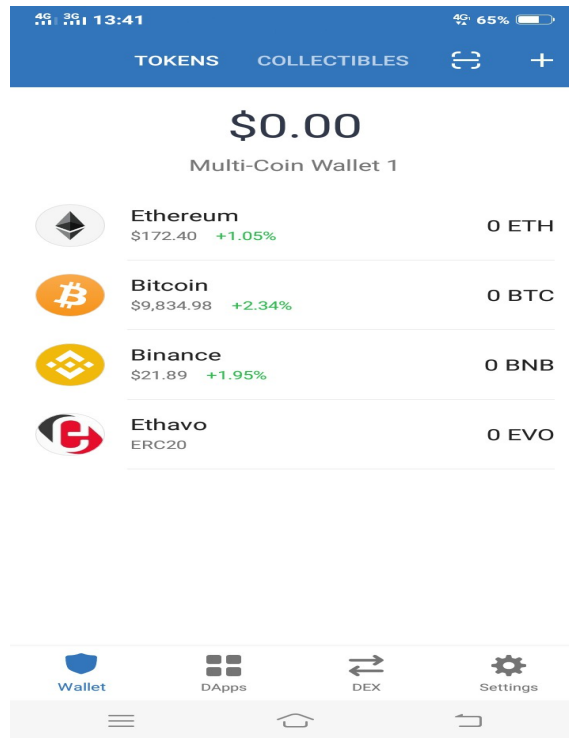 4G 3G 13:41 4G 65%
TOKENS COLLECTIBLES
$0.00
Multi-Coin Wallet 1
Ethereum
$172.40 +1.05%
0 ETH
Bitcoin
$9,834.98 +2.34%
0 BTC
Binance
$21.89 +1.95%
0 BNB
Ethavo
ERC20
0 EVO
Wallet DApps DEX Settings